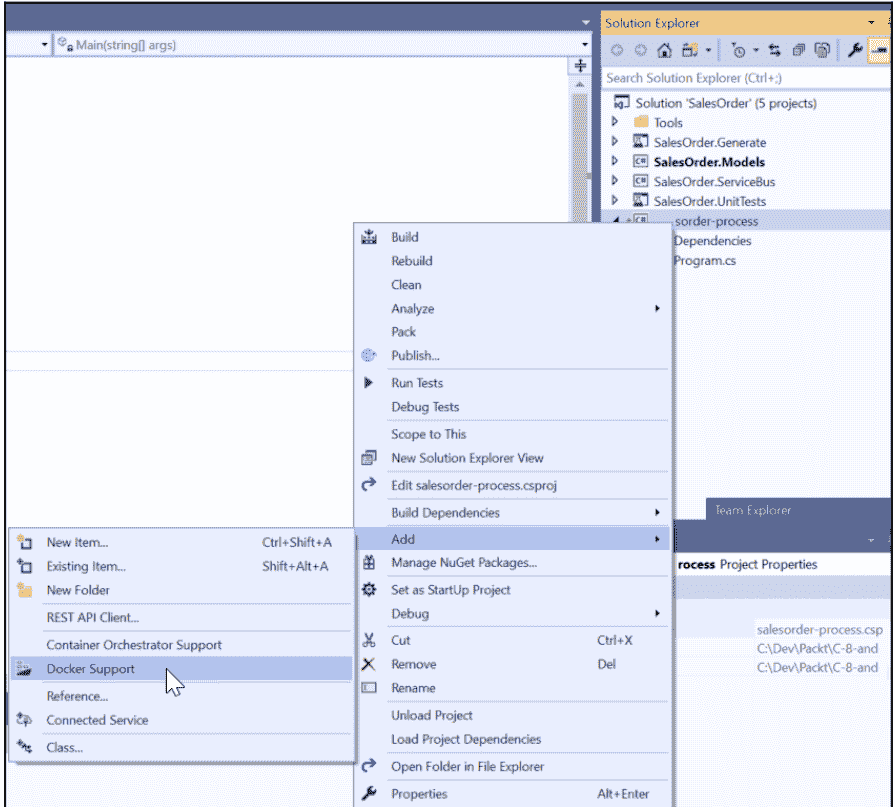 Solution Explorer
Main(string[] args)
Search Solution Explorer (Ctrl+;)
Solution 'SalesOrder' (5 projects)
Tools
SalesOrder.Generate
SalesOrder.Models
SalesOrder.ServiceBus
SalesOrder.UnitTests
sorder-process
Dependencies
Program.cs
Build
Rebuild
Clean
Analyze
Pack
Publish...
Run Tests
Debug Tests
Scope to This
New Solution Explorer View
Edit salesorder-process.csproj
Build Dependencies
Add
Manage NuGet Packages...
Set as StartUp Project
Debug
Cut Ctrl+X
Remove Del
Rename
Unload Project
Load Project Dependencies
Open Folder in File Explorer
Properties Alt+Enter
New Item... Ctrl+Shift+A
Existing Item... Shift+Alt+A
New Folder
REST API Client...
Container Orchestrator Support
Docker Support
Reference...
Connected Service
Class...
Team Explorer
rocess Project Properties
salesorder-process.csp
C:\Dev\Packt\C-8-and
C:\Dev\Packt\C-8-and